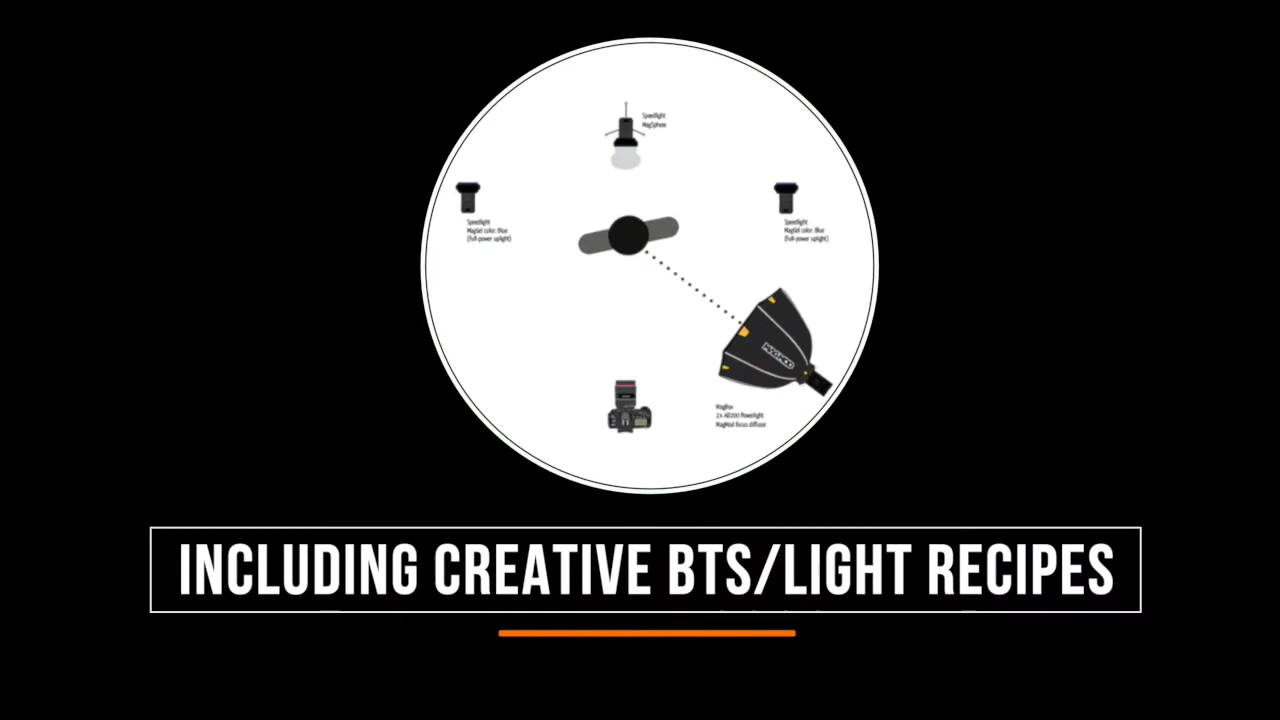 Speedlight
MagSphere
Speedlight
MagGel color: Blue
(full-power uplight)
Speedlight
MagGel color: Blue
(full-power uplight)
MAGMOD
MagBox
2x AD200 Powerlight
MagMod focus diffuser
INCLUDING CREATIVE BTS/LIGHT RECIPES